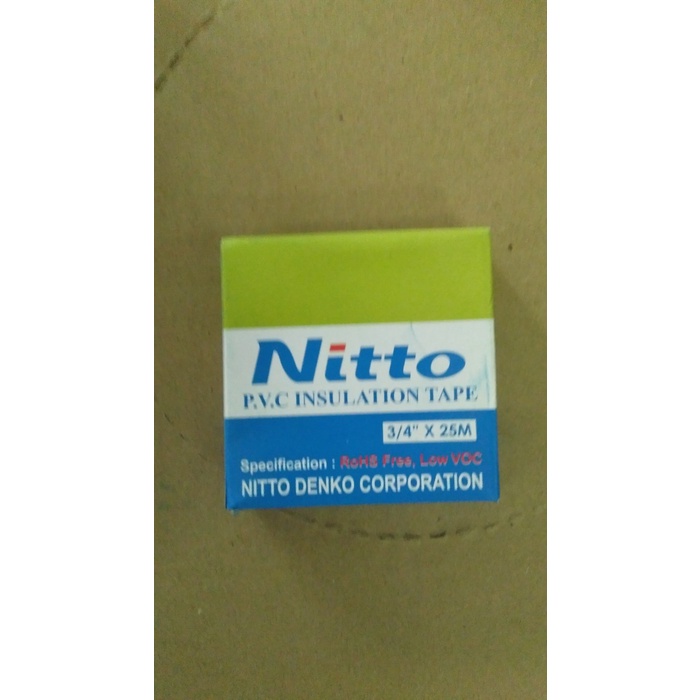 Nitto
P.V.C INSULATION TAPE
3/4" X 25M
Specification : RoHS Free, Low VOC
NITTO DENKO CORPORATION